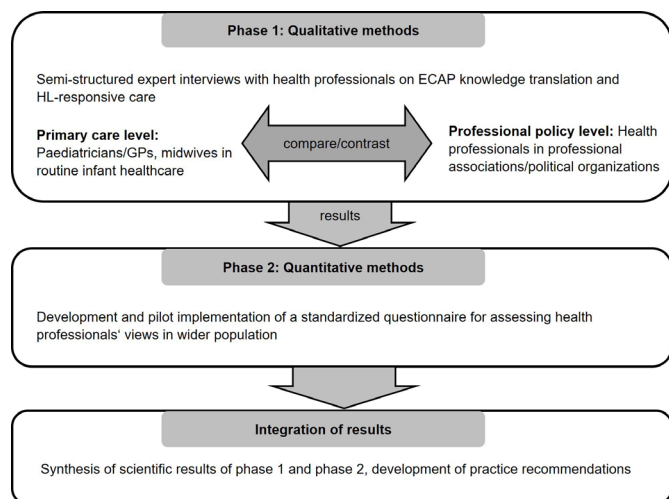 Phase 1: Qualitative methods
Semi-structured expert interviews with health professionals on ECAP knowledge translation and
HL-responsive care
Primary care level:
Paediatricians/GPs, midwives in
routine infant healthcare
compare/contrast
Professional policy level: Health
professionals in professional
associations/political organizations
results
Phase 2: Quantitative methods
Development and pilot implementation of a standardized questionnaire for assessing health
professionals‘ views in wider population
Integration of results
Synthesis of scientific results of phase 1 and phase 2, development of practice recommendations